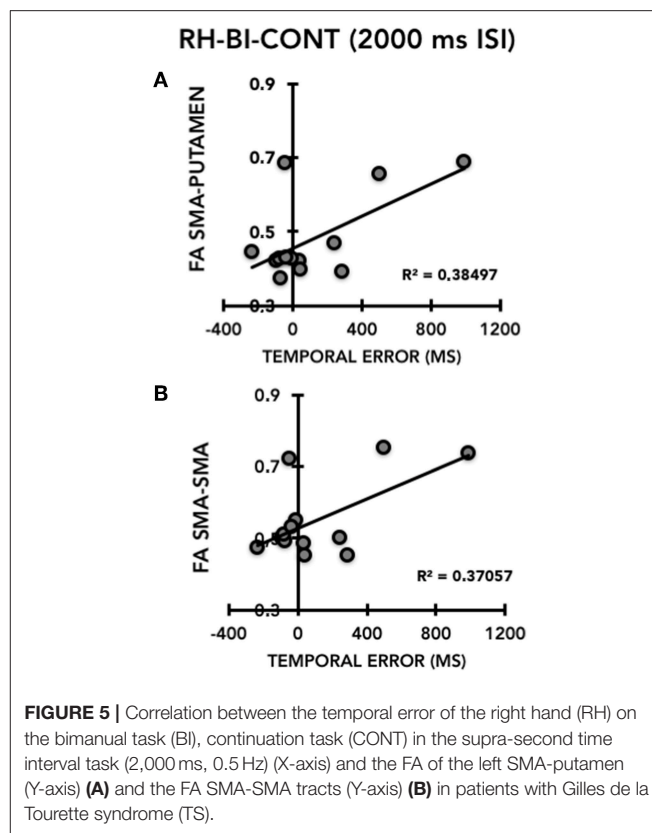 RH-BI-CONT (2000 ms ISI)
A
FA SMA-PUTAMEN
0.9
0.7
0.5
0.3
R² = 0.38497
-400 0 400 800 1200
TEMPORAL ERROR (MS)
B
FA SMA-SMA
0.9
0.7
0.5
0.3
R² = 0.37057
-400 0 400 800 1200
TEMPORAL ERROR (MS)
FIGURE 5 | Correlation between the temporal error of the right hand (RH) on
the bimanual task (BI), continuation task (CONT) in the supra-second time
interval task (2,000 ms, 0.5 Hz) (X-axis) and the FA of the left SMA-putamen
(Y-axis) (A) and the FA SMA-SMA tracts (Y-axis) (B) in patients with Gilles de la
Tourette syndrome (TS).